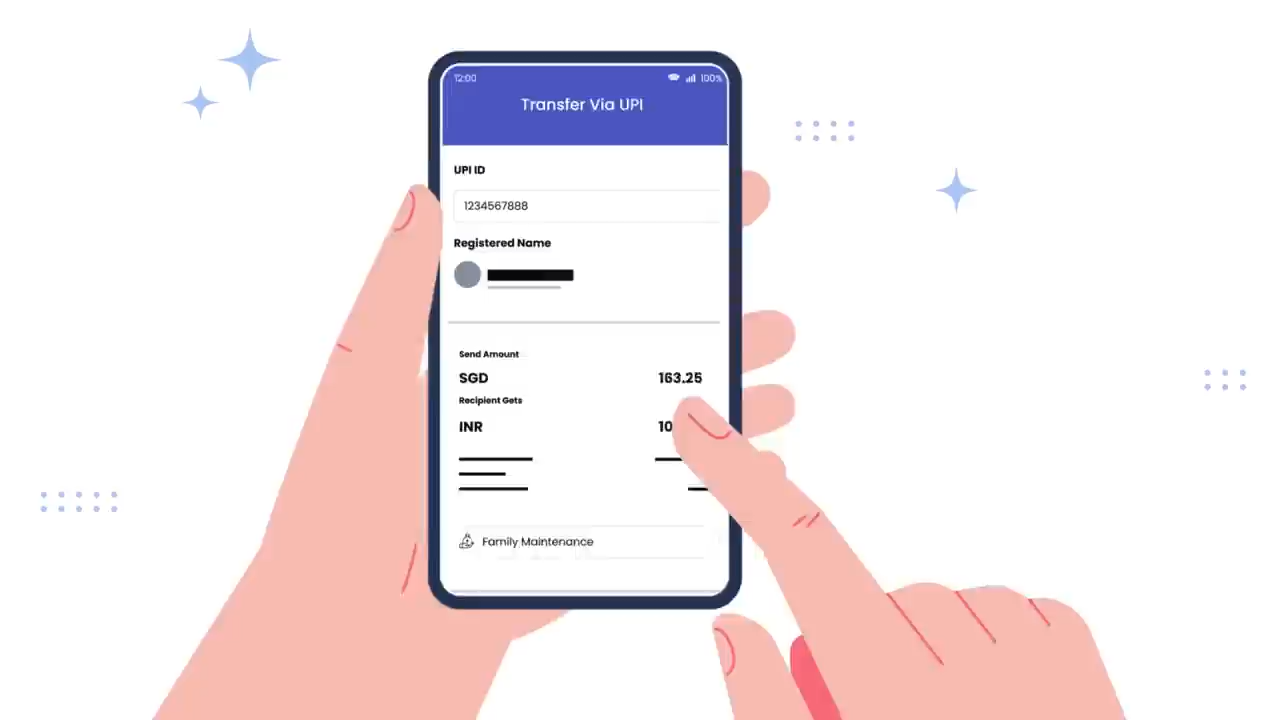 12:00 100%
Transfer Via UPI
UPI ID
1234567888
Registered Name
Send Amount
SGD 163.25
Recipient Gets
INR 10
Family Maintenance